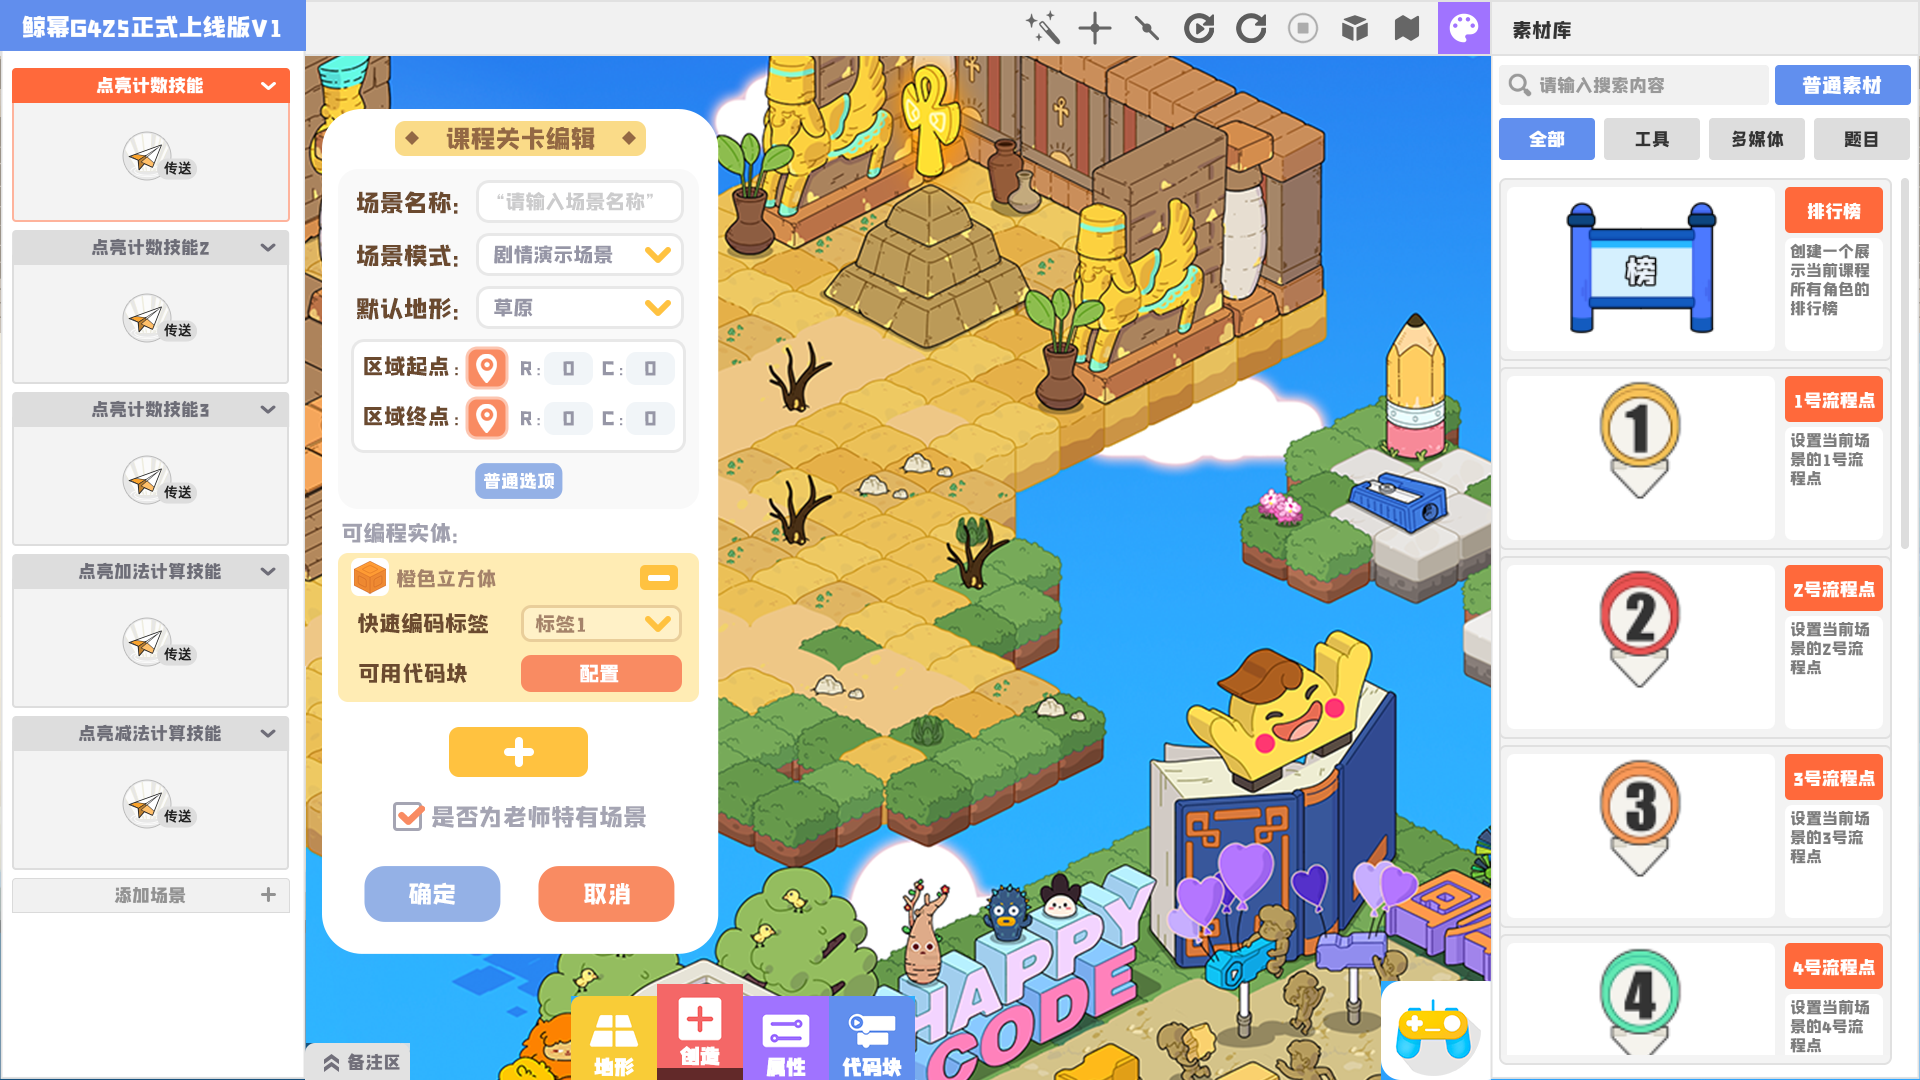 鲸幂G425正式上线版V1
点亮计数技能
传送
点亮计数技能2
传送
点亮计数技能3
传送
点亮加法计算技能
传送
点亮减法计算技能
传送
添加场景
课程关卡编辑
场景名称:
“请输入场景名称”
场景模式:
剧情演示场景
默认地形:
草原
区域起点:
R: 0 C: 0
区域终点:
R: 0 C: 0
普通选项
可编程实体:
橙色立方体
快速编码标签
标签1
可用代码块
配置
是否为老师特有场景
确定
取消
备注区
地形
创造
属性
代码块
HAPPY
CODE
素材库
请输入搜索内容
普通素材
全部
工具
多媒体
题目
榜
排行榜
创建一个展
示当前课程
所有角色的
排行榜
1
1号流程点
设置当前场
景的1号流
程点
2
2号流程点
设置当前场
景的2号流
程点
3
3号流程点
设置当前场
景的3号流
程点
4
4号流程点
设置当前场
景的4号流
程点